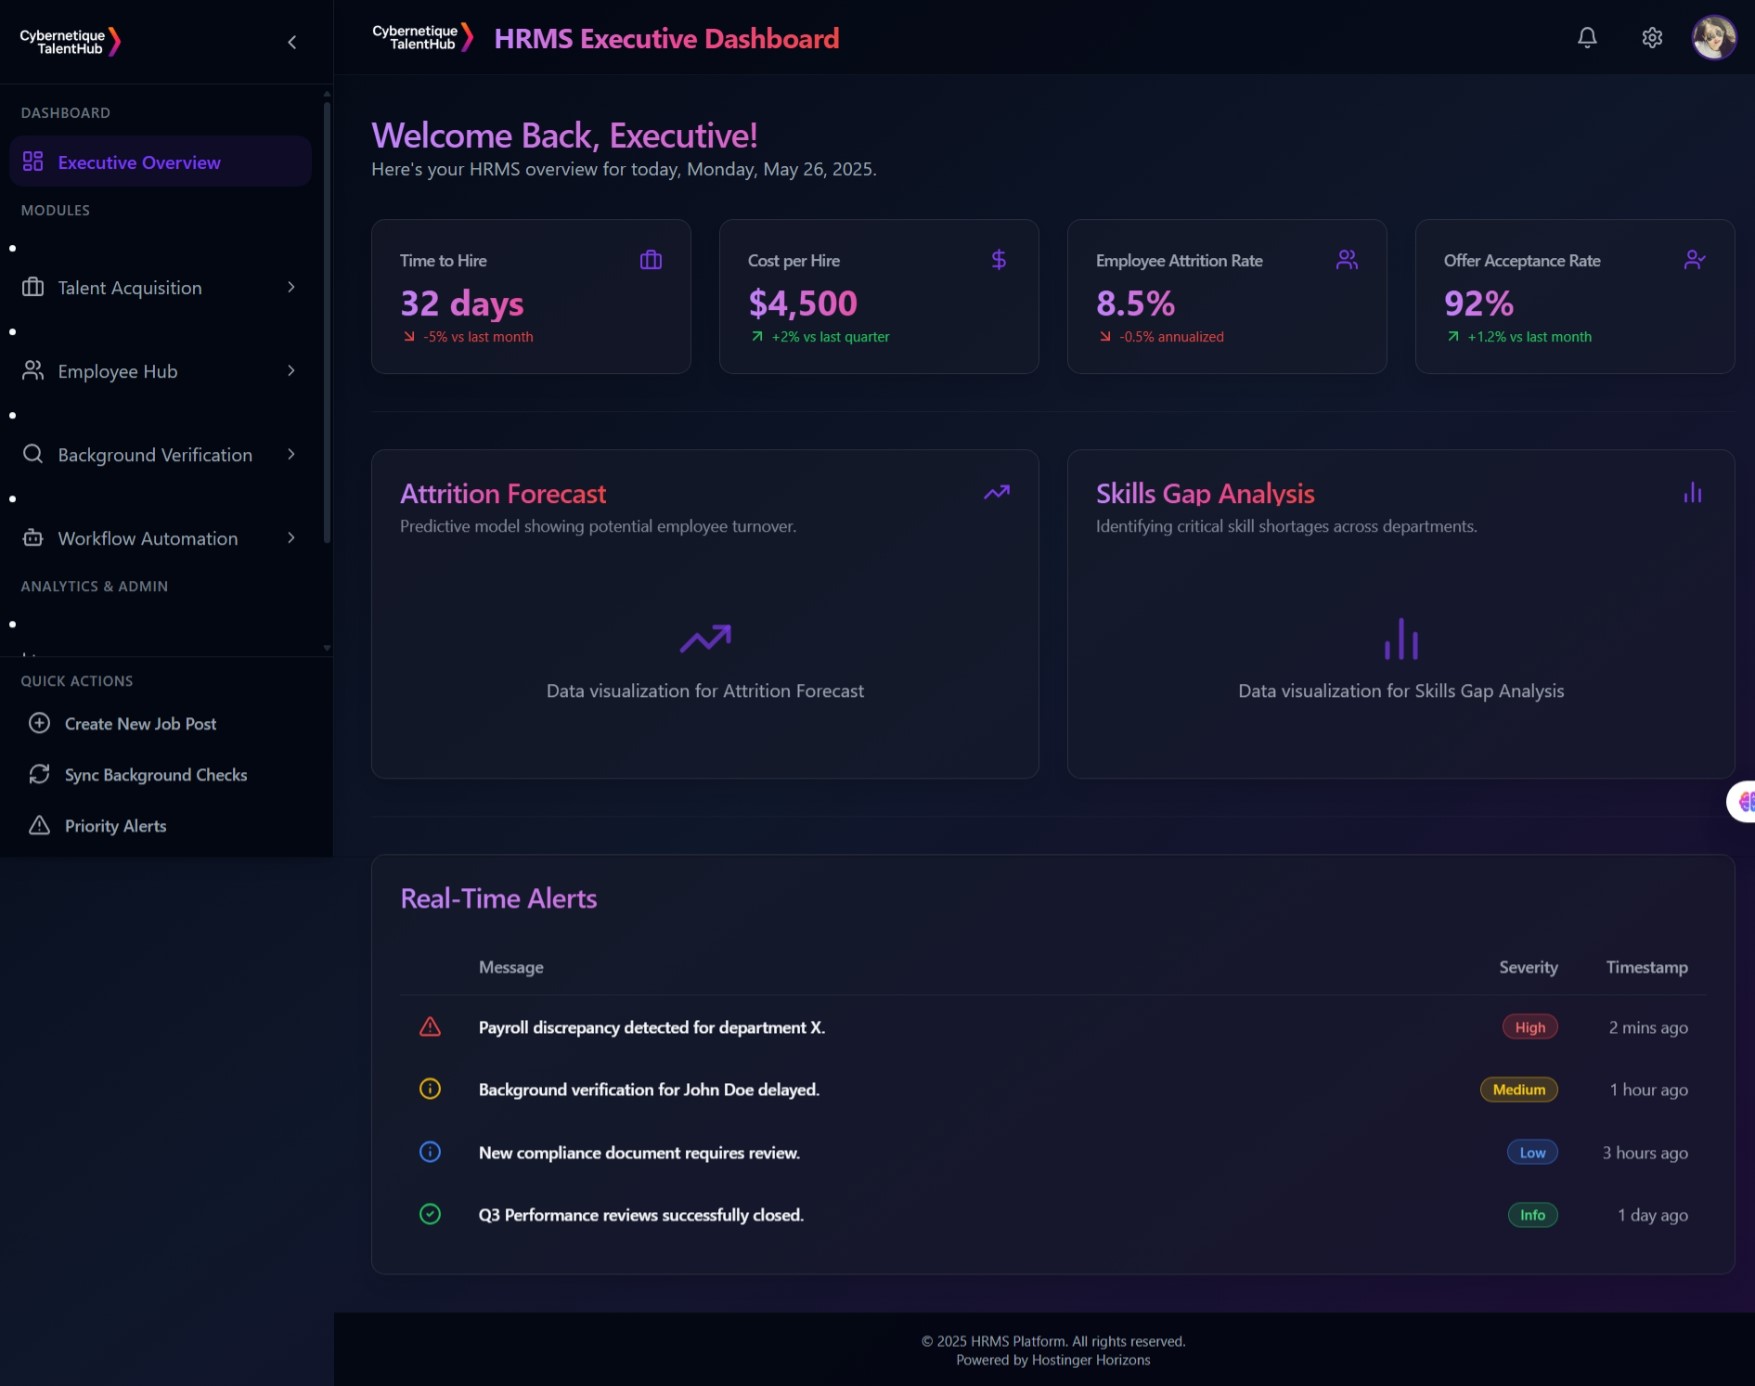 Cybernetique
TalentHub
DASHBOARD
Executive Overview
MODULES
Talent Acquisition
Employee Hub
Background Verification
Workflow Automation
ANALYTICS & ADMIN
QUICK ACTIONS
Create New Job Post
Sync Background Checks
Priority Alerts
Cybernetique
TalentHub
HRMS Executive Dashboard
Welcome Back, Executive!
Here's your HRMS overview for today, Monday, May 26, 2025.
Time to Hire
32 days
-5% vs last month
Cost per Hire
$4,500
+2% vs last quarter
Employee Attrition Rate
8.5%
-0.5% annualized
Offer Acceptance Rate
92%
+1.2% vs last month
Attrition Forecast
Predictive model showing potential employee turnover.
Data visualization for Attrition Forecast
Skills Gap Analysis
Identifying critical skill shortages across departments.
Data visualization for Skills Gap Analysis
Real-Time Alerts
Message Severity Timestamp
Payroll discrepancy detected for department X. High 2 mins ago
Background verification for John Doe delayed. Medium 1 hour ago
New compliance document requires review. Low 3 hours ago
Q3 Performance reviews successfully closed. Info 1 day ago
© 2025 HRMS Platform. All rights reserved.
Powered by Hostinger Horizons